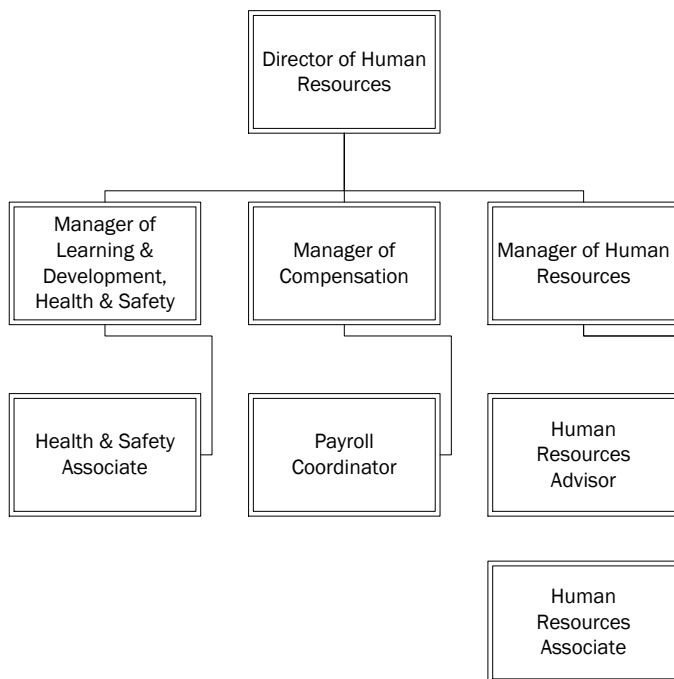 Director of Human
Resources
Manager of
Learning &
Development,
Health & Safety
Manager of
Compensation
Manager of Human
Resources
Health & Safety
Associate
Payroll
Coordinator
Human
Resources
Advisor
Human
Resources
Associate